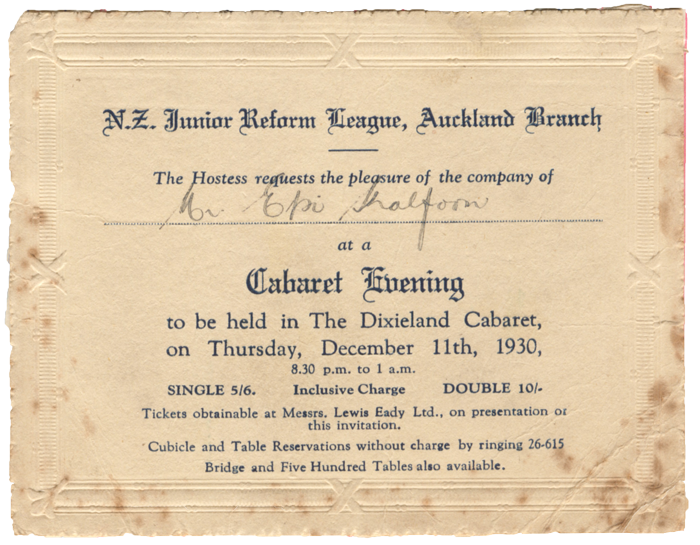 N.Z. Junior Reform League, Auckland Branch
The Hostess requests the pleasure of the company of
Mr. Epi Shalfoon
at a
Cabaret Evening
to be held in The Dixieland Cabaret,
on Thursday, December 11th, 1930,
8.30 p.m. to 1 a.m.
SINGLE 5/6. Inclusive Charge DOUBLE 10/-
Tickets obtainable at Messrs. Lewis Eady Ltd., on presentation of
this invitation.
Cubicle and Table Reservations without charge by ringing 26-615
Bridge and Five Hundred Tables also available.